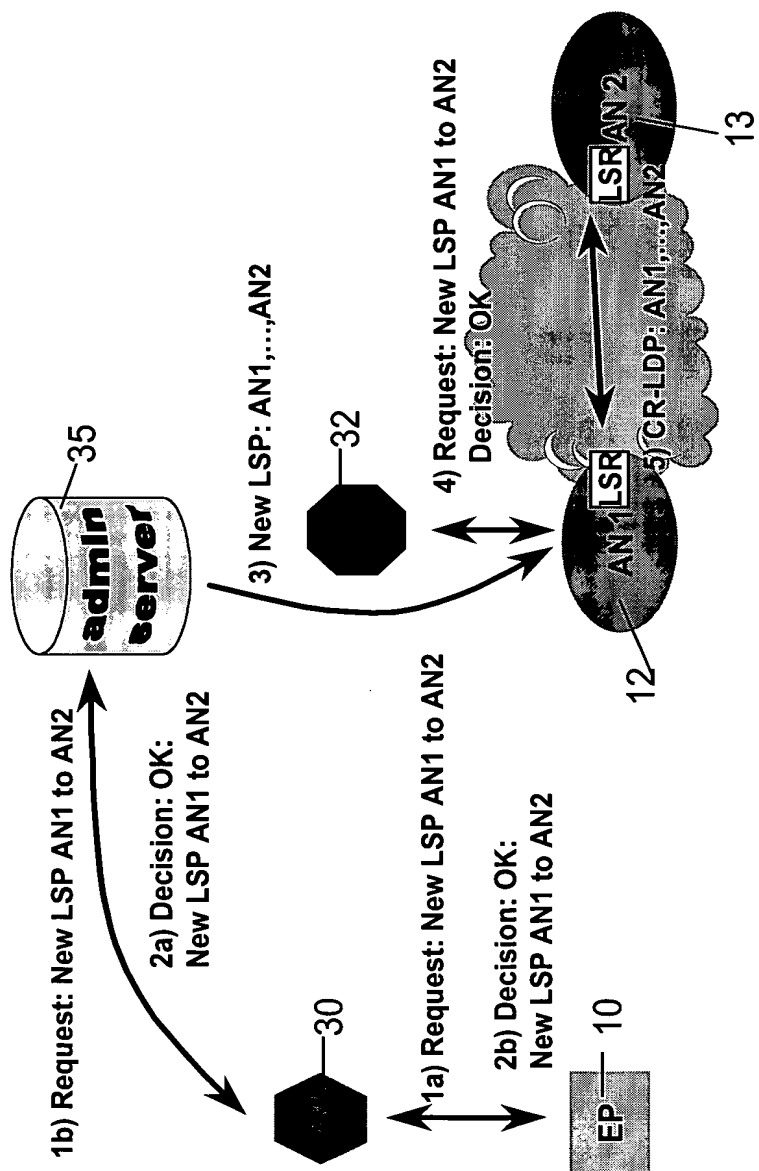 1b) Request: New LSP AN1 to AN2
2a) Decision: OK:
New LSP AN1 to AN2
admin
server
35
3) New LSP: AN1,...,AN2
32
30
1a) Request: New LSP AN1 to AN2
2b) Decision: OK:
New LSP AN1 to AN2
EP
10
4) Request: New LSP AN1 to AN2
Decision: OK
AN 1
LSR
12
LSR
AN 2
13
5) CR-LDP: AN1,...,AN2